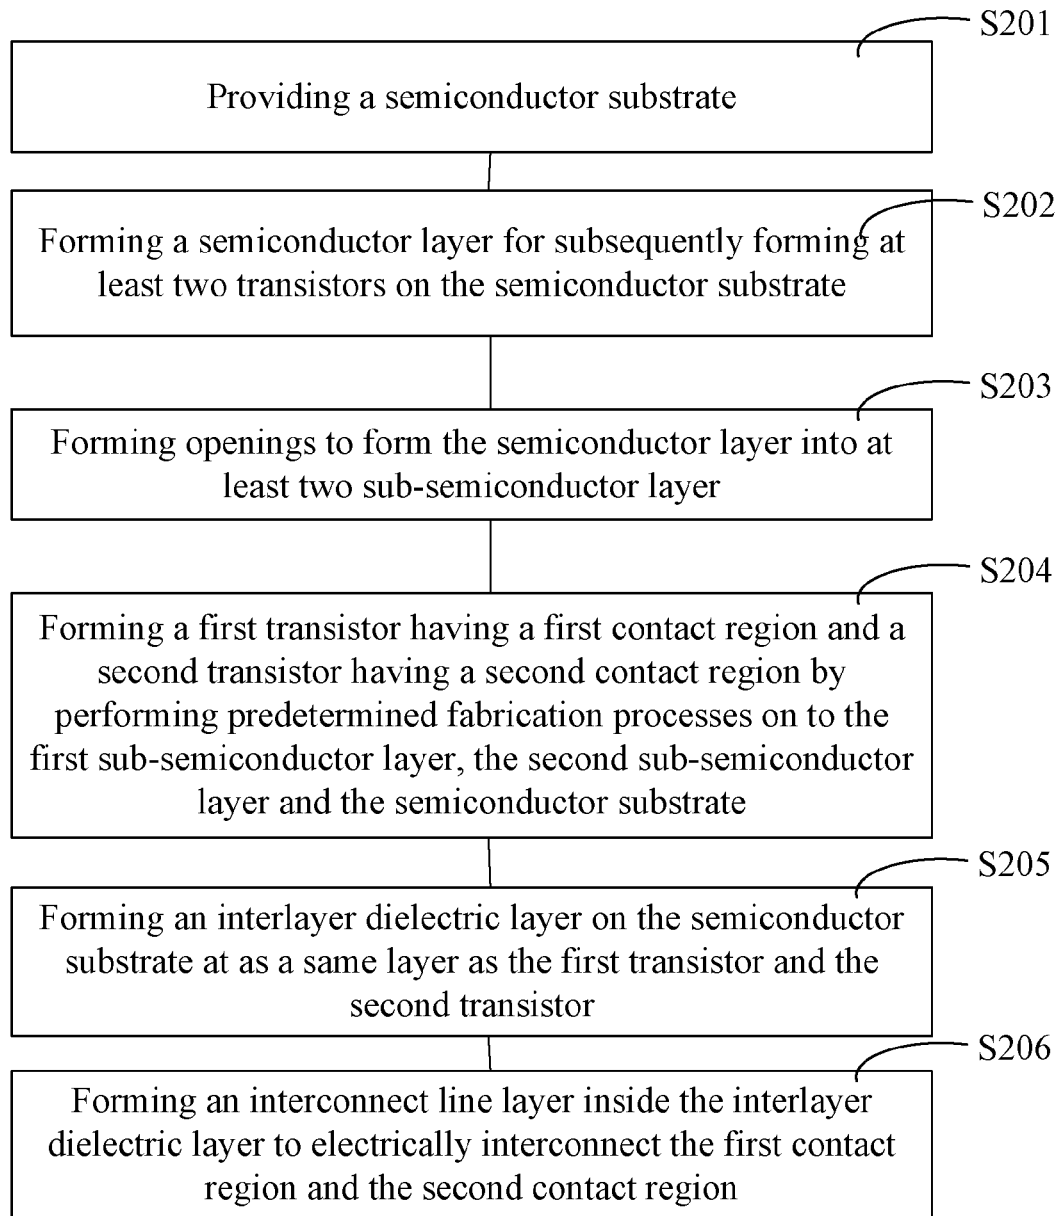 S201
Providing a semiconductor substrate
S202
Forming a semiconductor layer for subsequently forming at
least two transistors on the semiconductor substrate
S203
Forming openings to form the semiconductor layer into at
least two sub-semiconductor layer
S204
Forming a first transistor having a first contact region and a
second transistor having a second contact region by
performing predetermined fabrication processes on to the
first sub-semiconductor layer, the second sub-semiconductor
layer and the semiconductor substrate
S205
Forming an interlayer dielectric layer on the semiconductor
substrate at as a same layer as the first transistor and the
second transistor
S206
Forming an interconnect line layer inside the interlayer
dielectric layer to electrically interconnect the first contact
region and the second contact region